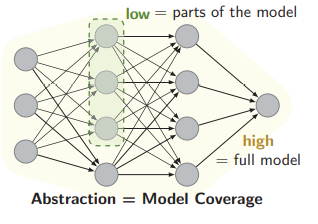 low = parts of the model
high
= full model
Abstraction = Model Coverage